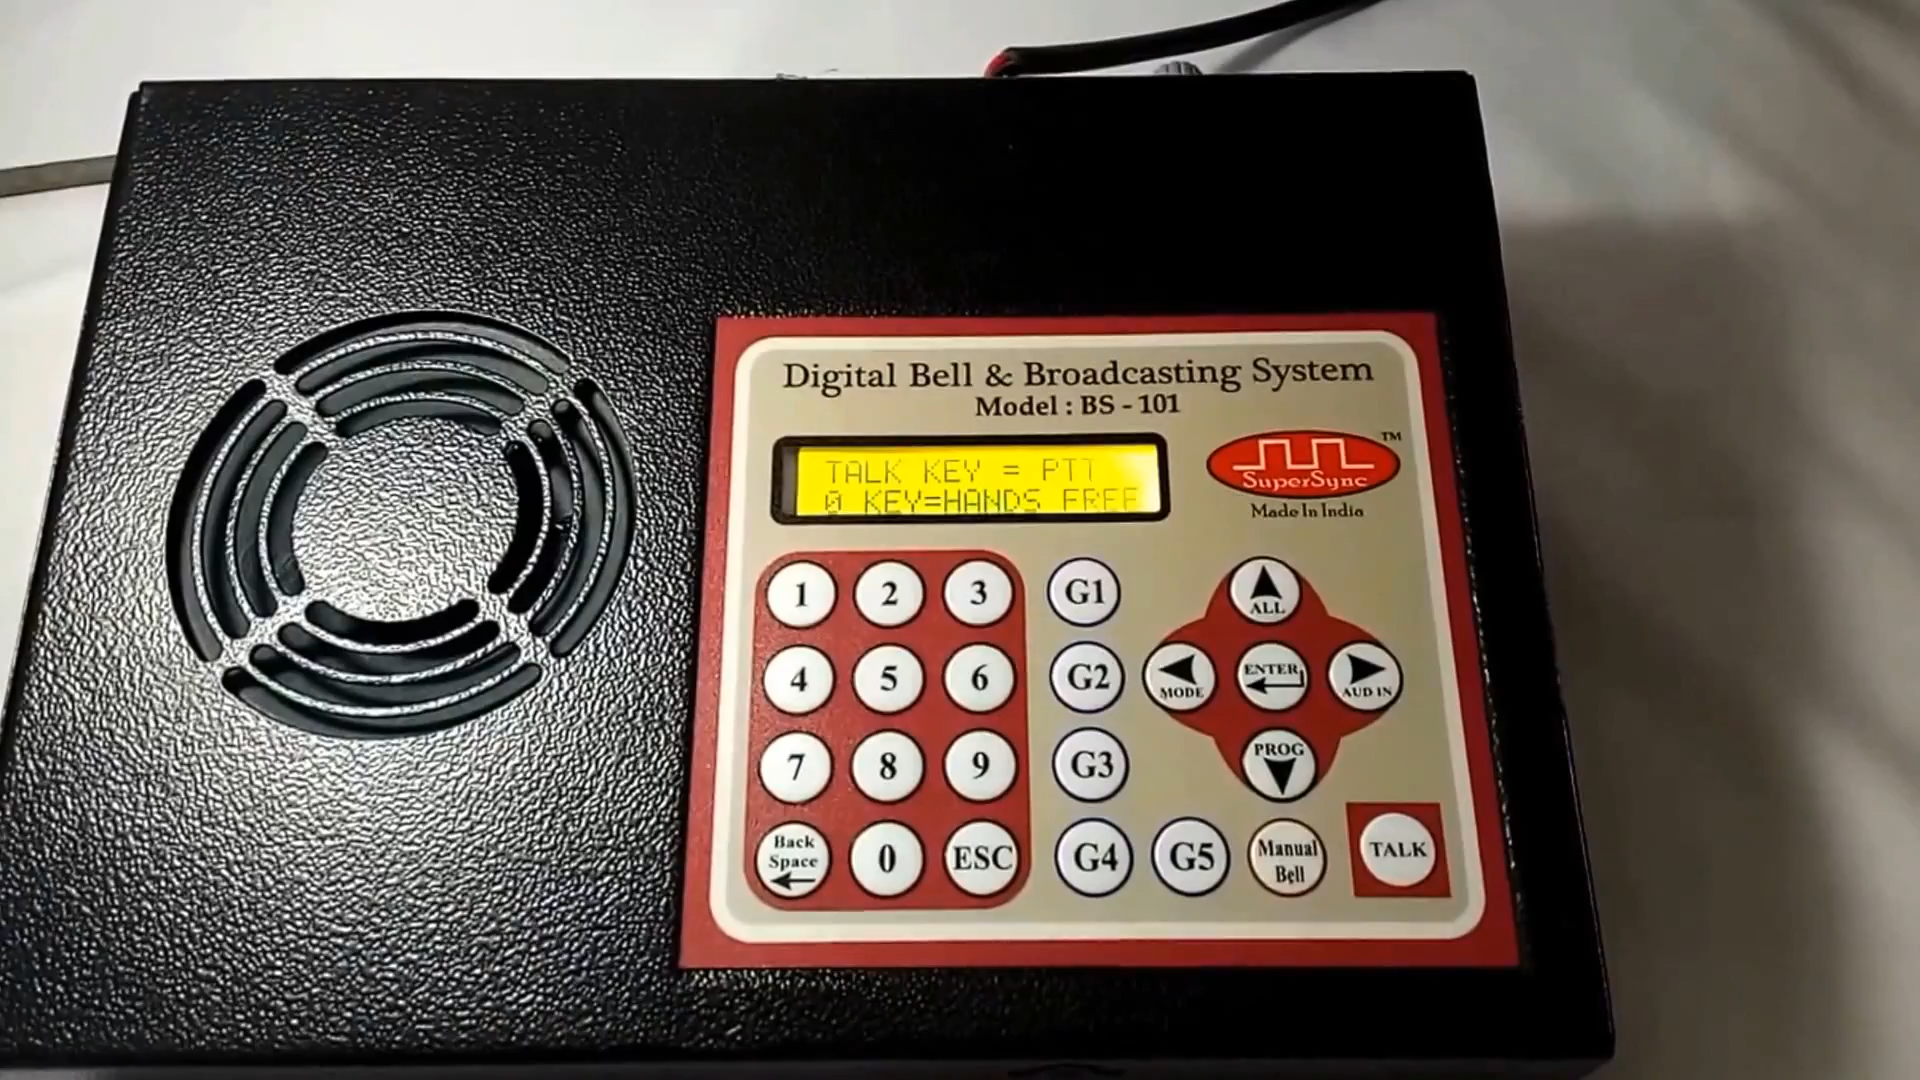 Digital Bell & Broadcasting System
Model : BS - 101
TALK KEY = PTT
0 KEY=HANDS FREE
TM
SuperSync
Made In India
1 2 3 G1
ALL
4 5 6 G2
MODE
ENTER
AUD IN
7 8 9 G3
PROG
Back Space
0 ESC G4 G5
Manual Bell
TALK